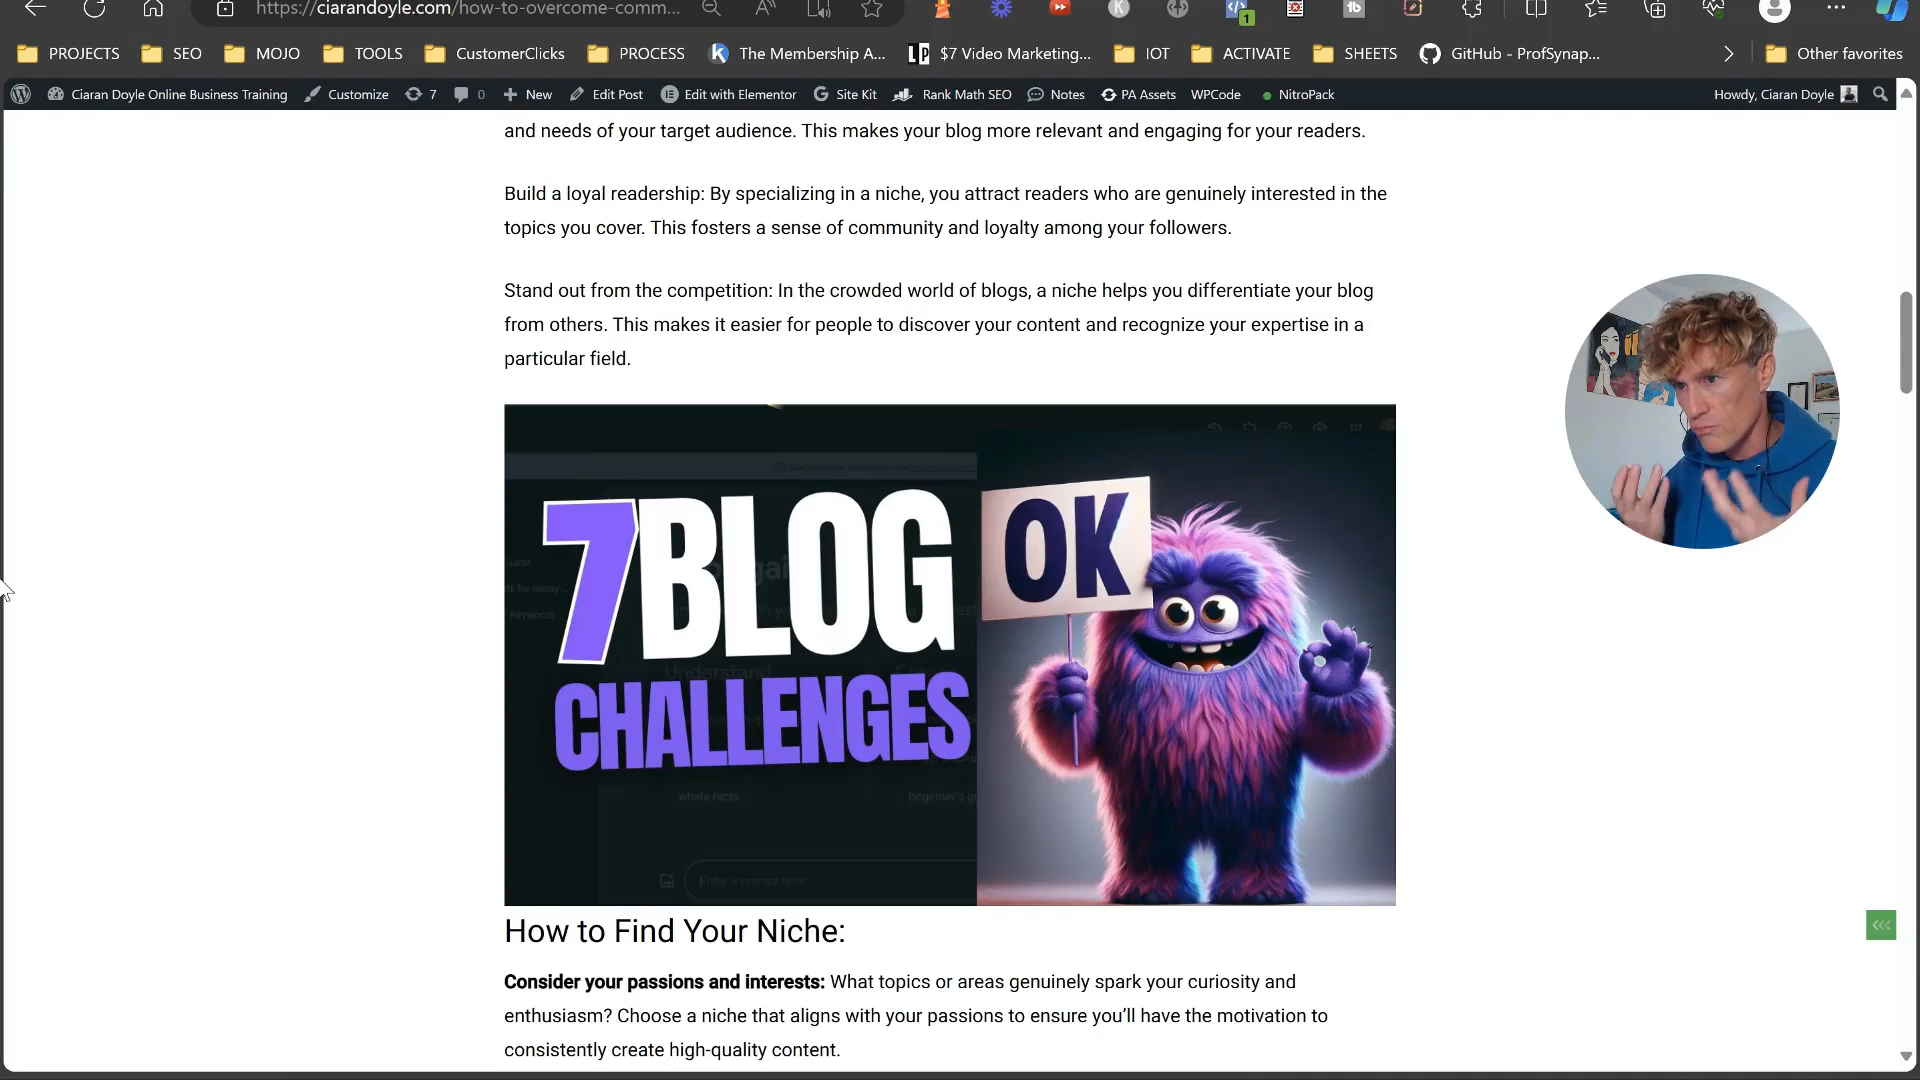 https://ciarandoyle.com/how-to-overcome-comm...
1
PROJECTS SEO MOJO TOOLS CustomerClicks PROCESS The Membership A... $7 Video Marketing... IOT ACTIVATE SHEETS GitHub - ProfSynap... Other favorites
Ciaran Doyle Online Business Training Customize 7 0 New Edit Post Edit with Elementor Site Kit Rank Math SEO Notes PA Assets WPCode NitroPack Howdy, Ciaran Doyle
and needs of your target audience. This makes your blog more relevant and engaging for your readers.
Build a loyal readership: By specializing in a niche, you attract readers who are genuinely interested in the
topics you cover. This fosters a sense of community and loyalty among your followers.
Stand out from the competition: In the crowded world of blogs, a niche helps you differentiate your blog
from others. This makes it easier for people to discover your content and recognize your expertise in a
particular field.
7 BLOG
CHALLENGES
OK
Understand
whole facts
Enter a prompt here
How to Find Your Niche:
Consider your passions and interests: What topics or areas genuinely spark your curiosity and
enthusiasm? Choose a niche that aligns with your passions to ensure you’ll have the motivation to
consistently create high-quality content.